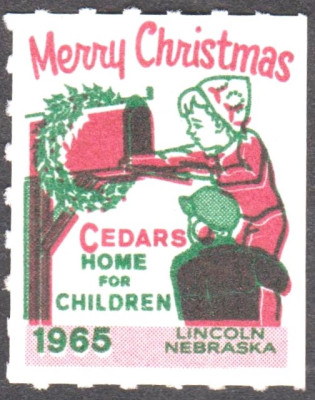 Merry Christmas
CEDARS
HOME
FOR
CHILDREN
1965
LINCOLN
NEBRASKA